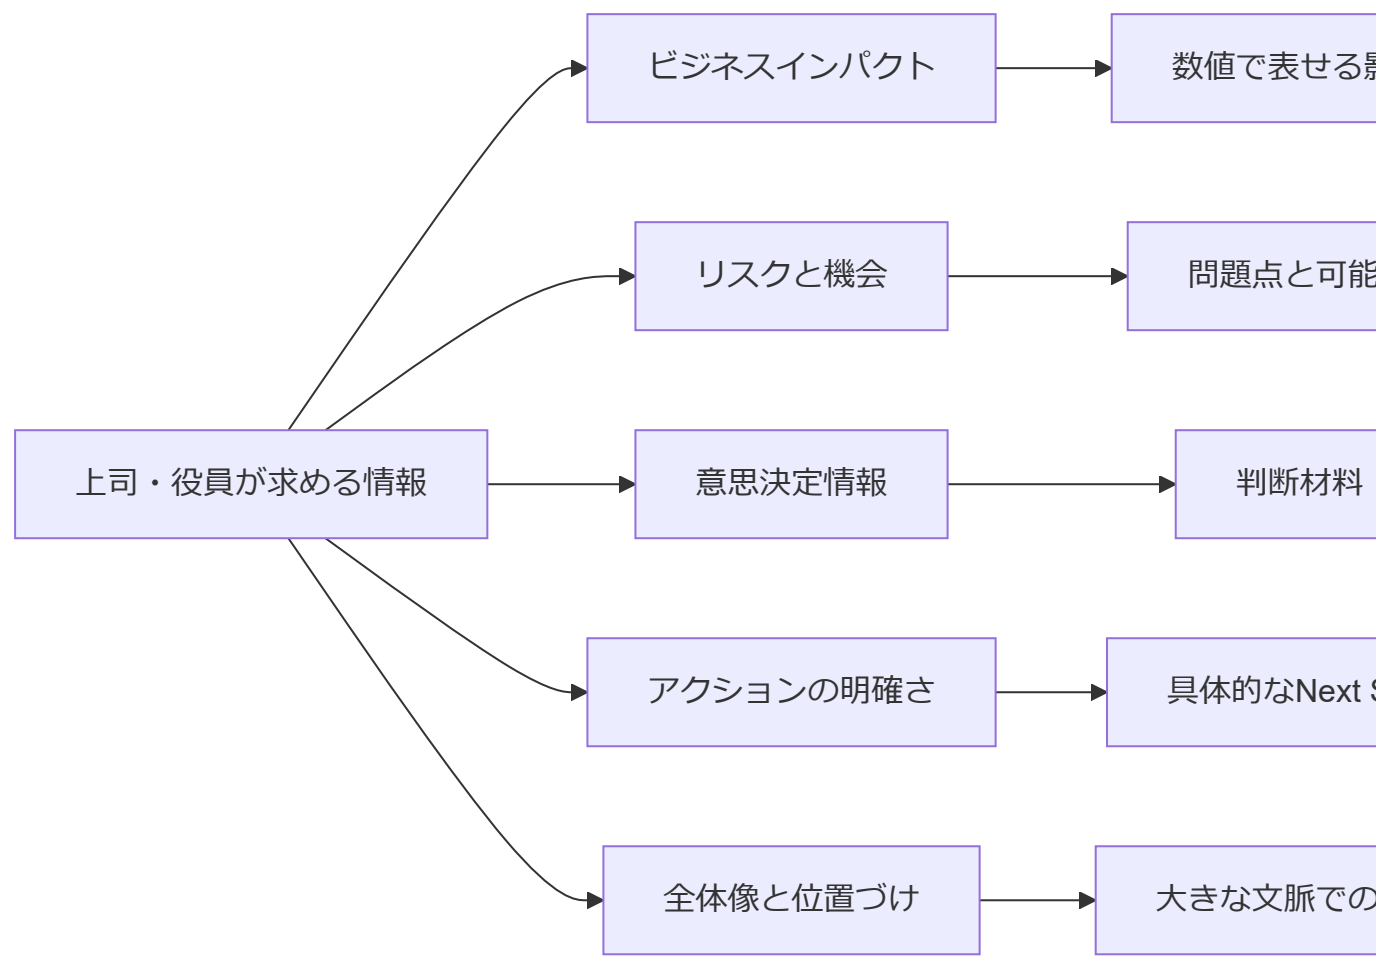 ビジネスインパクト
数値で表せる
リスクと機会
問題点と可能
上司・役員が求める情報
意思決定情報
判断材料
アクションの明確さ
具体的なNext
全体像と位置づけ
大きな文脈での